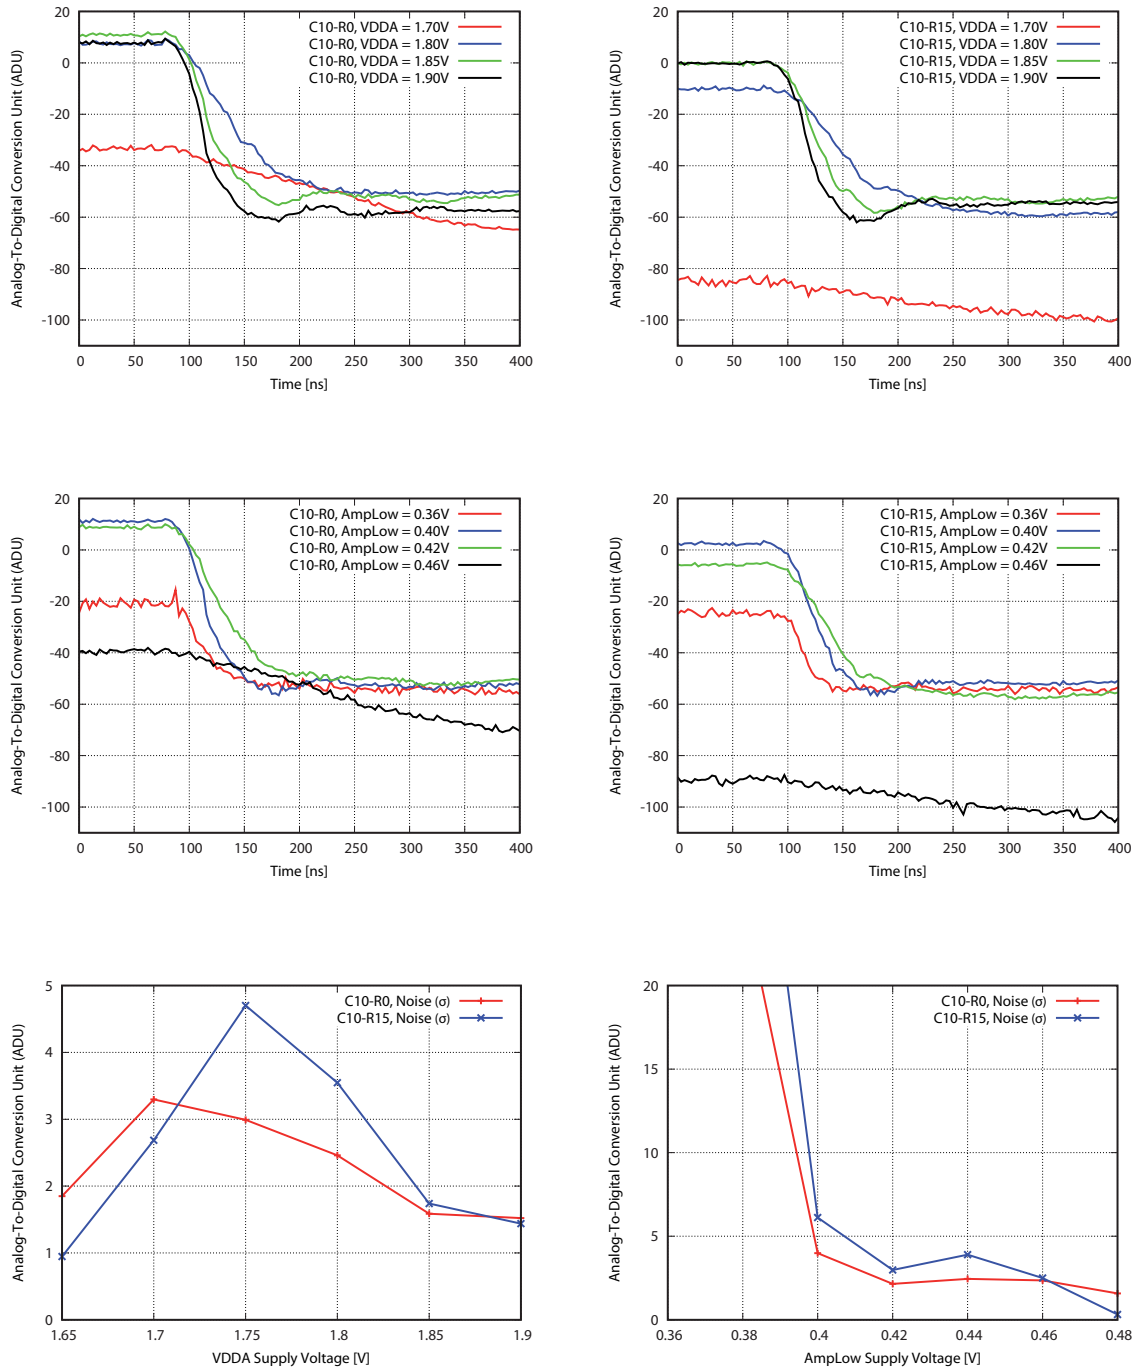 C10-R0, VDDA = 1.70V
C10-R0, VDDA = 1.80V
C10-R0, VDDA = 1.85V
C10-R0, VDDA = 1.90V
Analog-To-Digital Conversion Unit (ADU)
20
0
-20
-40
-60
-80
-100
0 50 100 150 200 250 300 350 400
Time [ns]
C10-R15, VDDA = 1.70V
C10-R15, VDDA = 1.80V
C10-R15, VDDA = 1.85V
C10-R15, VDDA = 1.90V
Analog-To-Digital Conversion Unit (ADU)
20
0
-20
-40
-60
-80
-100
0 50 100 150 200 250 300 350 400
Time [ns]
C10-R0, AmpLow = 0.36V
C10-R0, AmpLow = 0.40V
C10-R0, AmpLow = 0.42V
C10-R0, AmpLow = 0.46V
Analog-To-Digital Conversion Unit (ADU)
20
0
-20
-40
-60
-80
-100
0 50 100 150 200 250 300 350 400
Time [ns]
C10-R15, AmpLow = 0.36V
C10-R15, AmpLow = 0.40V
C10-R15, AmpLow = 0.42V
C10-R15, AmpLow = 0.46V
Analog-To-Digital Conversion Unit (ADU)
20
0
-20
-40
-60
-80
-100
0 50 100 150 200 250 300 350 400
Time [ns]
C10-R0, Noise (σ)
C10-R15, Noise (σ)
Analog-To-Digital Conversion Unit (ADU)
5
4
3
2
1
0
1.65 1.7 1.75 1.8 1.85 1.9
VDDA Supply Voltage [V]
C10-R0, Noise (σ)
C10-R15, Noise (σ)
Analog-To-Digital Conversion Unit (ADU)
20
15
10
5
0
0.36 0.38 0.4 0.42 0.44 0.46 0.48
AmpLow Supply Voltage [V]